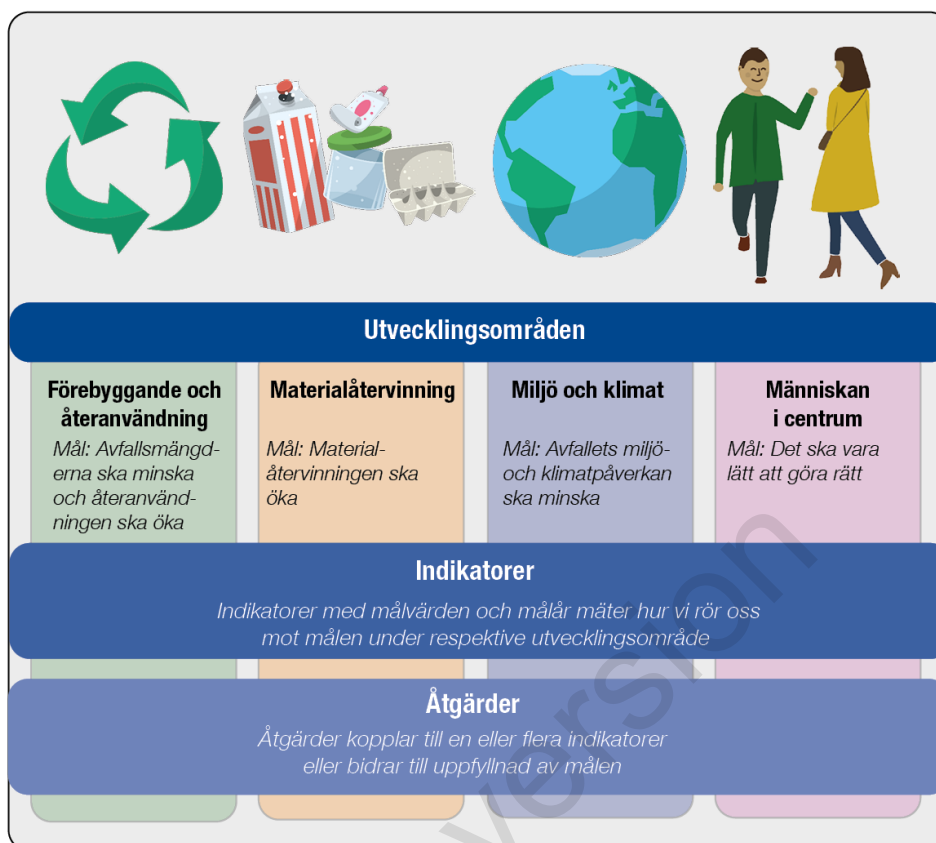 Utvecklingsområden
Förebyggande och
återanvändning
Mål: Avfallsmängd-
erna ska minska
och återanvänd-
ningen ska öka
Materialåtervinning
Mål: Material-
återvinningen ska
öka
Miljö och klimat
Mål: Avfallets miljö-
och klimatpåverkan
ska minska
Människan
i centrum
Mål: Det ska vara
lätt att göra rätt
Indikatorer
Indikatorer med målvärden och målår mäter hur vi rör oss
mot målen under respektive utvecklingsområde
Åtgärder
Åtgärder kopplar till en eller flera indikatorer
eller bidrar till uppfyllnad av målen
version